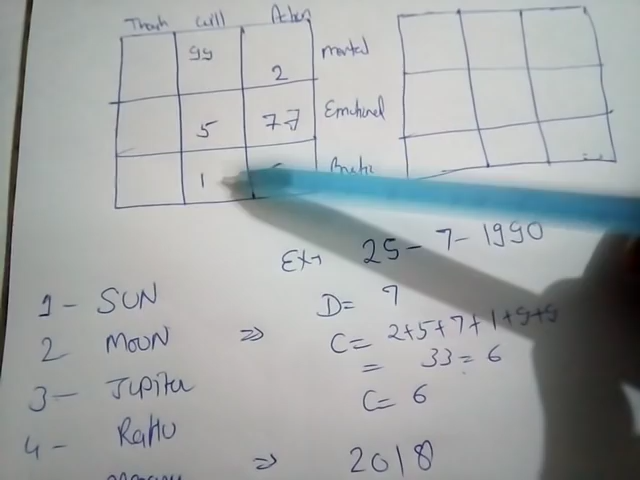 Will Action
99 2 Mental
5 77 Emotional
1
Ex: 25-7-1990
D= 7
1 - SUN
C= 2+5+7+1+9+9
2 MOON ⇒
= 33 = 6
3 - Jupiter
C= 6
4 - RAHU
⇒ 2018